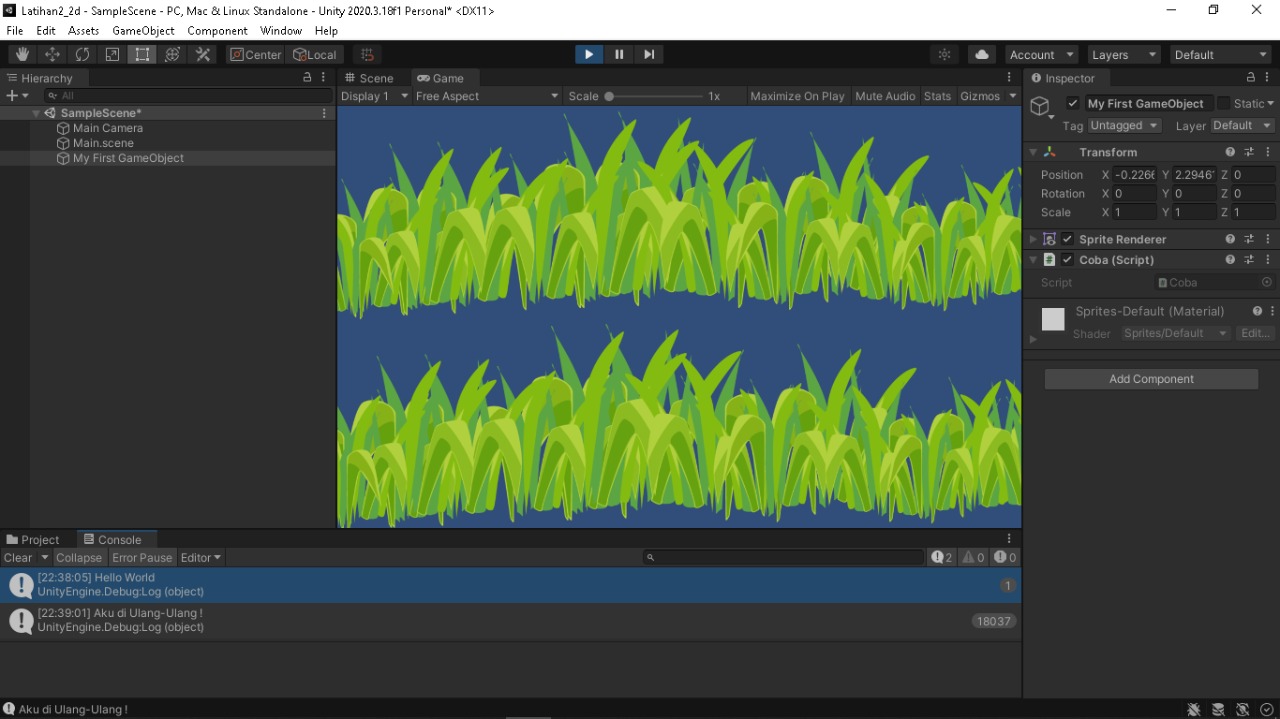 Latihan2_2d - SampleScene - PC, Mac & Linux Standalone - Unity 2020.3.18f1 Personal* <DX11>
File Edit Assets GameObject Component Window Help
Center Local Account Layers Default
Hierarchy
All
SampleScene*
Main Camera
Main.scene
My First GameObject
Scene Game
Display 1 Free Aspect Scale 1x Maximize On Play Mute Audio Stats Gizmos
Inspector
My First GameObject Static
Tag Untagged Layer Default
Transform
Position X -0.2266 Y 2.2946 Z 0
Rotation X 0 Y 0 Z 0
Scale X 1 Y 1 Z 1
Sprite Renderer
Coba (Script)
Script Coba
Sprites-Default (Material)
Shader Sprites/Default Edit...
Add Component
Project Console
Clear Collapse Error Pause Editor 2 0 0
[22:38:05] Hello World
UnityEngine.Debug:Log (object)
1
[22:39:01] Aku di Ulang-Ulang !
UnityEngine.Debug:Log (object)
18037
Aku di Ulang-Ulang !